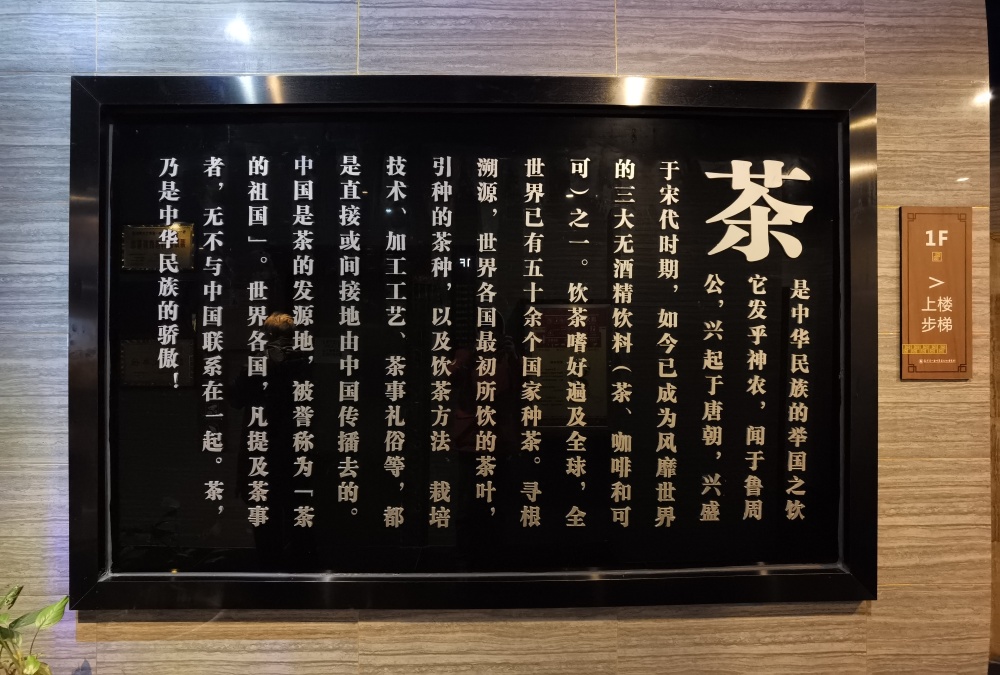 茶
是中华民族的举国之饮
它发乎神农，闻于鲁周
公，兴起于唐朝，兴盛
于宋代时期，如今已成为风靡世界
的三大无酒精饮料（茶、咖啡和可
可）之一。饮茶嗜好遍及全球，全
世界已有五十余个国家种茶。寻根
溯源，世界各国最初所饮的茶叶，
引种的茶种，以及饮茶方法、栽培
技术、加工工艺、茶事礼俗等，都
是直接或间接地由中国传播去的。
中国是茶的发源地，被誉称为「茶
的祖国」。世界各国，凡提及茶事
者，无不与中国联系在一起。茶，
乃是中华民族的骄傲！
1F
>
上楼
步梯